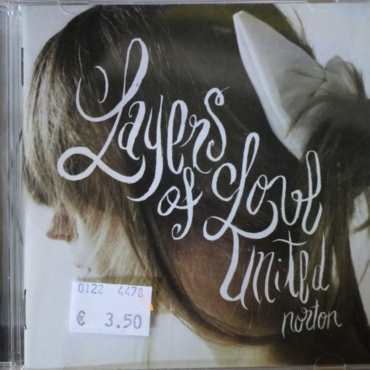 Layers
of Love
United
norton
0122 4478
€ 3.50